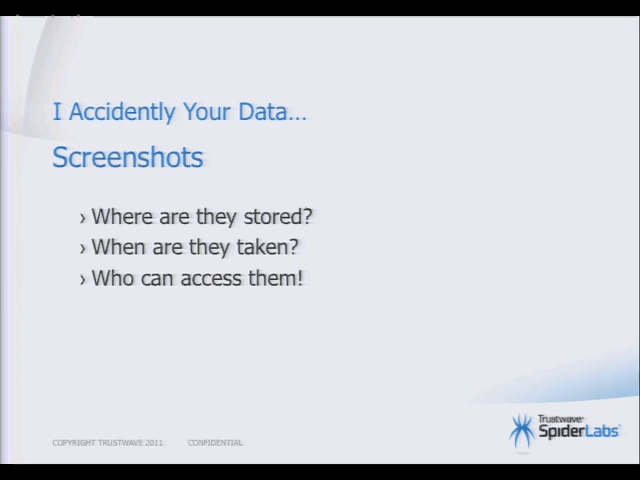 I Accidently Your Data...
Screenshots
› Where are they stored?
› When are they taken?
› Who can access them!
COPYRIGHT TRUSTWAVE 2011 CONFIDENTIAL
Trustwave®
SpiderLabs®